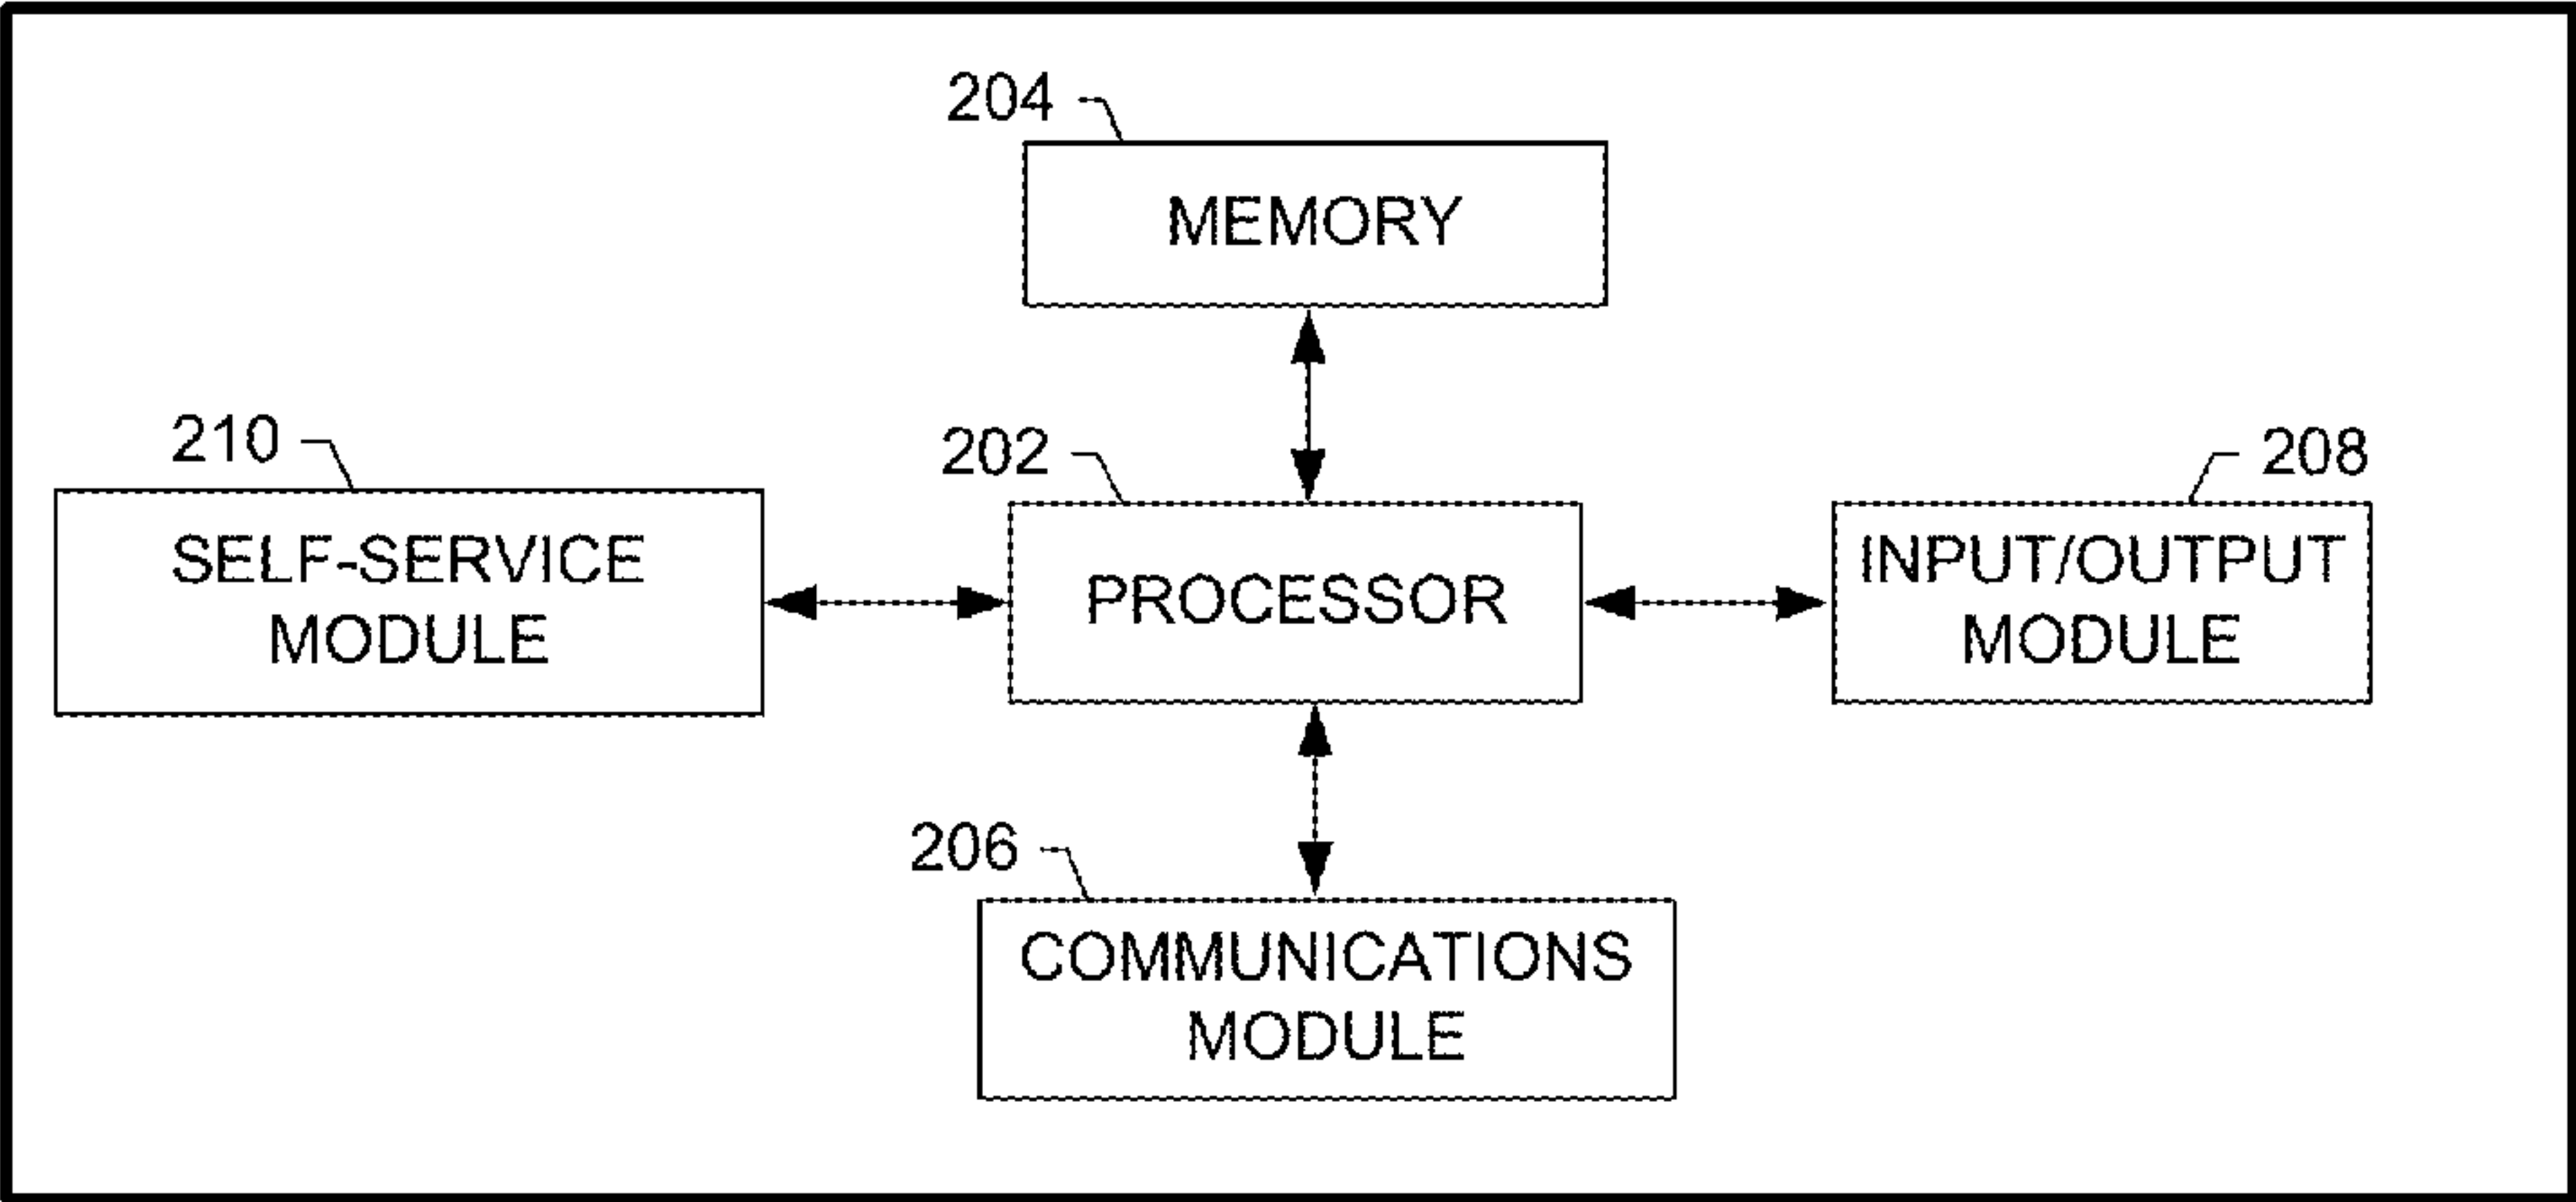 204
MEMORY
210
202
208
SELF-SERVICE
MODULE
PROCESSOR
INPUT/OUTPUT
MODULE
206
COMMUNICATIONS
MODULE